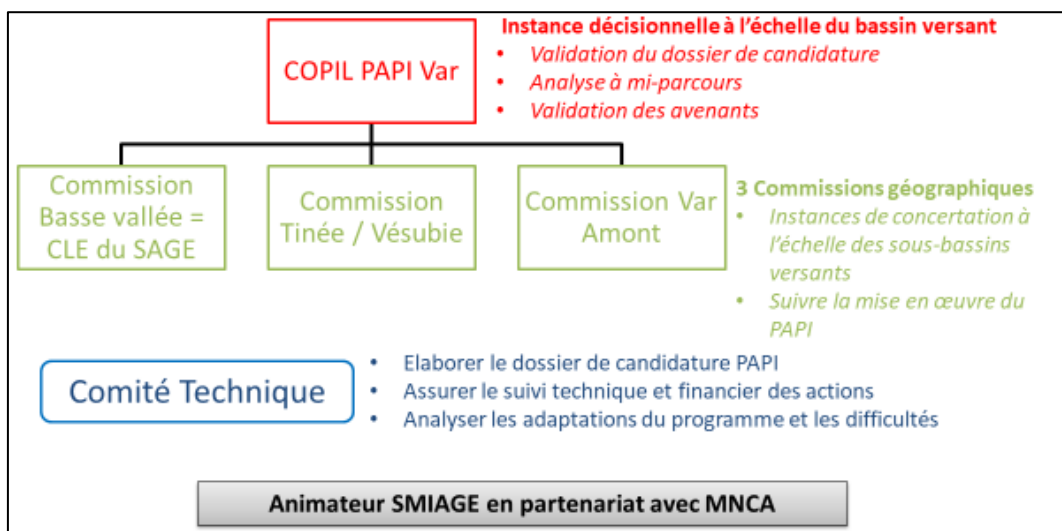 COPIL PAPI Var
Instance décisionnelle à l'échelle du bassin versant
• Validation du dossier de candidature
• Analyse à mi-parcours
• Validation des avenants
Commission
Basse vallée =
CLE du SAGE
Commission
Tinée / Vésubie
Commission Var
Amont
3 Commissions géographiques
• Instances de concertation à
l'échelle des sous-bassins
versants
• Suivre la mise en œuvre du
PAPI
Comité Technique
• Elaborer le dossier de candidature PAPI
• Assurer le suivi technique et financier des actions
• Analyser les adaptations du programme et les difficultés
Animateur SMIAGE en partenariat avec MNCA